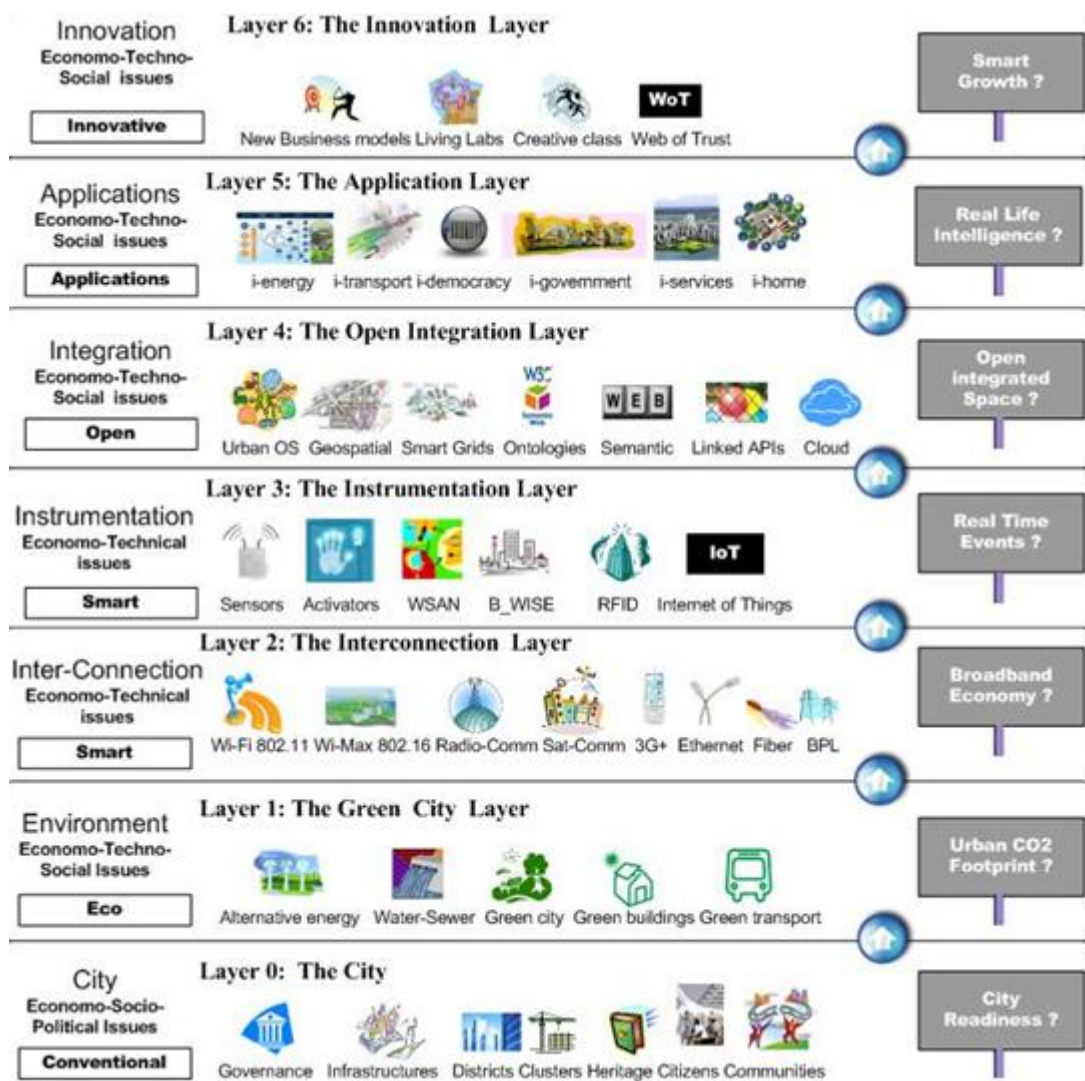 Innovation
Economo-Techno-
Social issues
Innovative
Layer 6: The Innovation Layer
WoT
New Business models Living Labs Creative class Web of Trust
Smart
Growth ?
Applications
Economo-Techno-
Social issues
Applications
Layer 5: The Application Layer
i-energy i-transport i-democracy i-government i-services i-home
Real Life
Intelligence ?
Integration
Economo-Techno-
Social issues
Open
Layer 4: The Open Integration Layer
WSC
Semantic
Web
WEB
Urban OS Geospatial Smart Grids Ontologies Semantic Linked APIs Cloud
Open
integrated
Space ?
Instrumentation
Economo-Technical
issues
Smart
Layer 3: The Instrumentation Layer
IoT
Sensors Activators WSAN B_WISE RFID Internet of Things
Real Time
Events ?
Inter-Connection
Economo-Technical
issues
Smart
Layer 2: The Interconnection Layer
Wi-Fi 802.11 Wi-Max 802.16 Radio-Comm Sat-Comm 3G+ Ethernet Fiber BPL
Broadband
Economy ?
Environment
Economo-Techno-
Social Issues
Eco
Layer 1: The Green City Layer
Alternative energy Water-Sewer Green city Green buildings Green transport
Urban CO2
Footprint ?
City
Economo-Socio-
Political Issues
Conventional
Layer 0: The City
Governance Infrastructures Districts Clusters Heritage Citizens Communities
City
Readiness ?